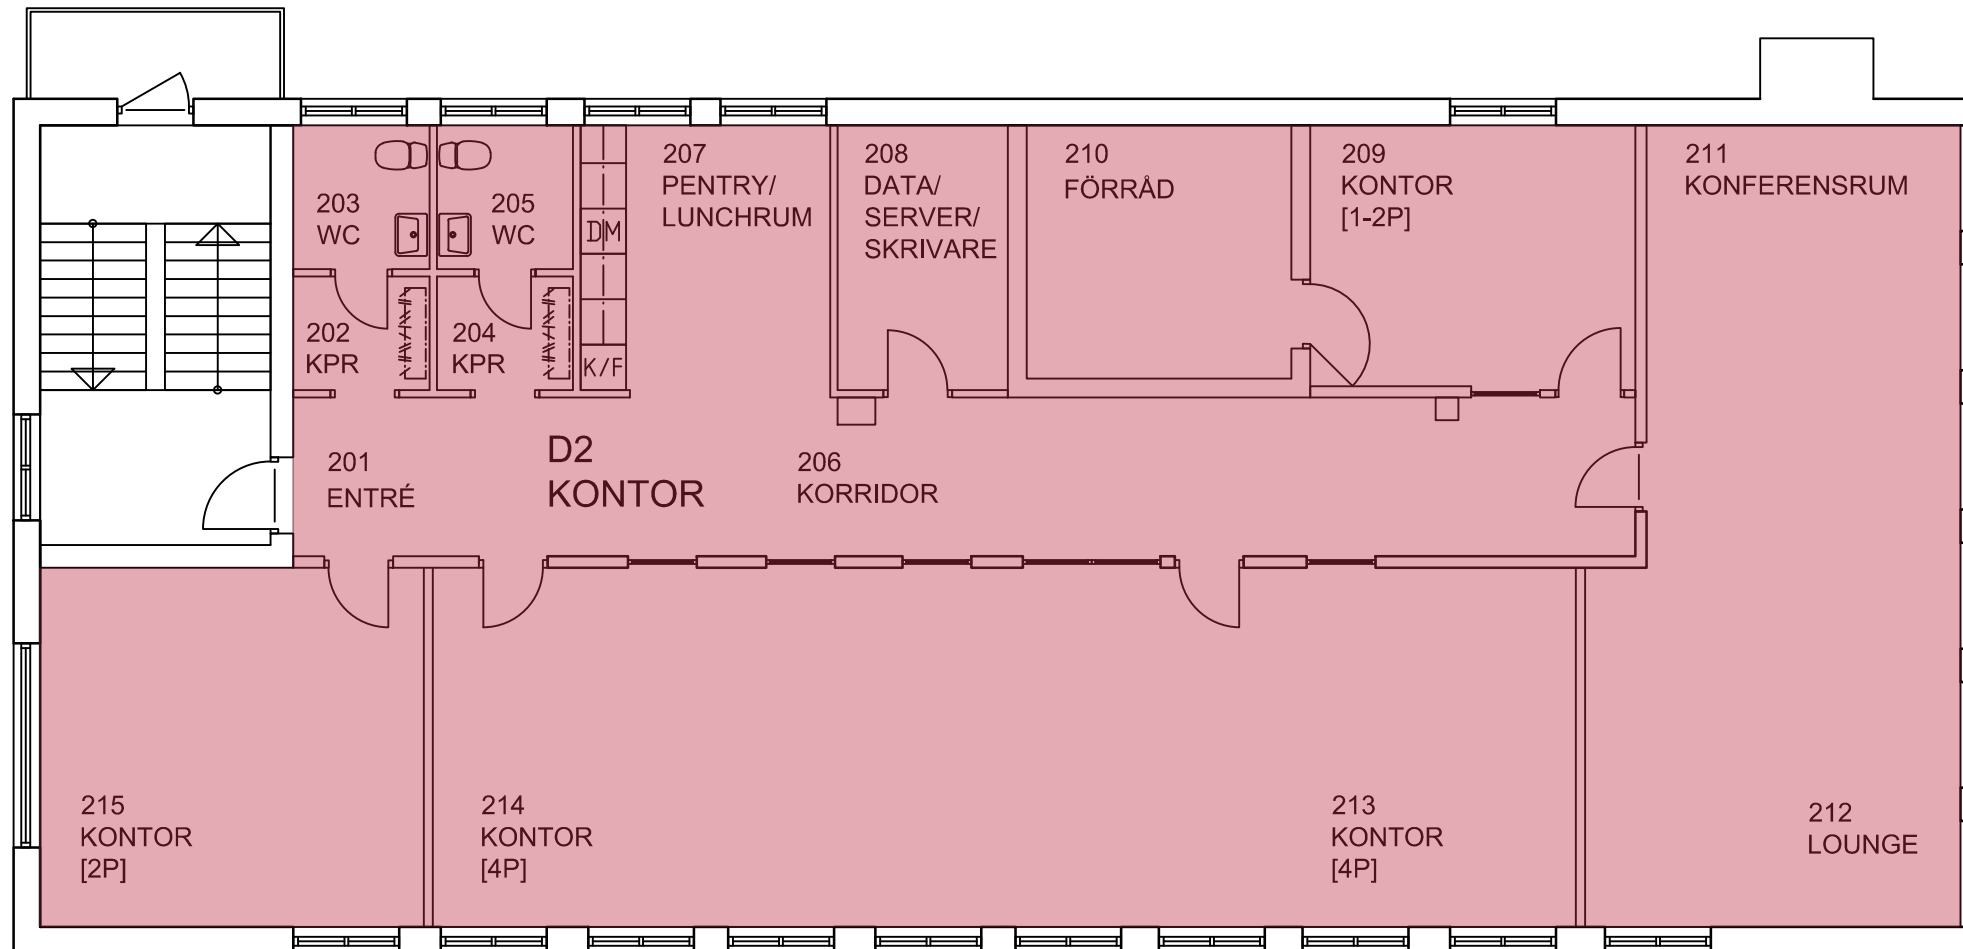 203
WC
205
WC
207
PENTRY/
LUNCHRUM
DM
K/F
208
DATA/
SERVER/
SKRIVARE
210
FÖRRÅD
209
KONTOR
[1-2P]
211
KONFERENSRUM
202
KPR
204
KPR
201
ENTRÉ
D2
KONTOR
206
KORRIDOR
215
KONTOR
[2P]
214
KONTOR
[4P]
213
KONTOR
[4P]
212
LOUNGE